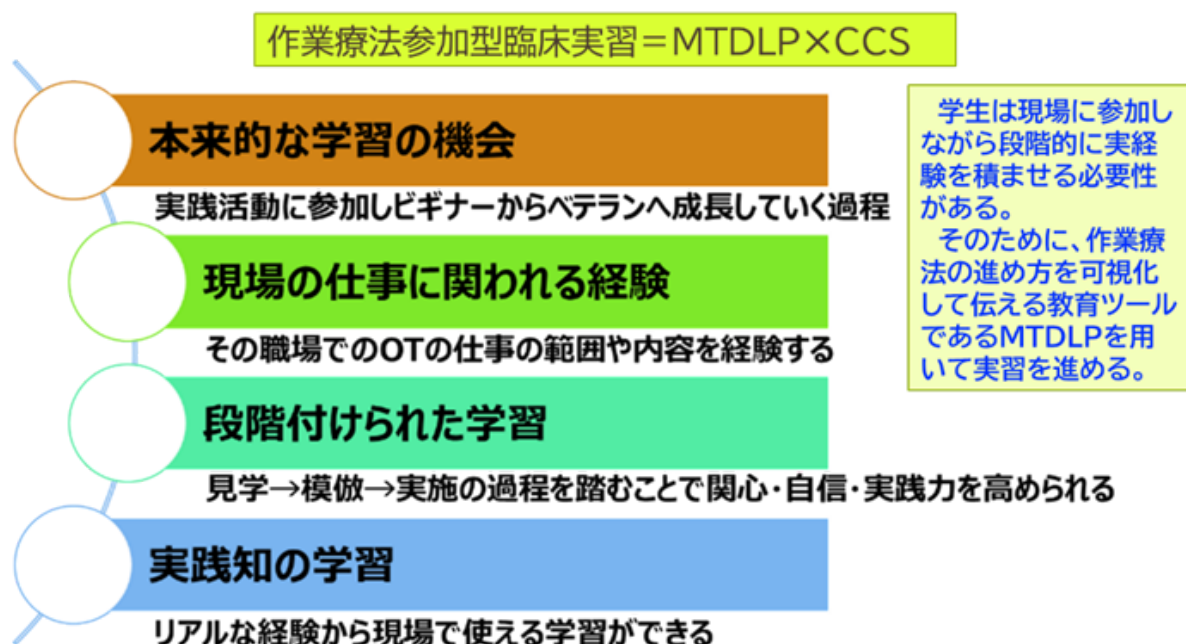 作業療法参加型臨床実習＝MTDLP×CCS
本来的な学習の機会
実践活動に参加しビギナーからベテランへ成長していく過程
現場の仕事に関われる経験
その職場でのOTの仕事の範囲や内容を経験する
段階付けられた学習
見学→模倣→実施の過程を踏むことで関心・自信・実践力を高められる
実践知の学習
リアルな経験から現場で使える学習ができる
学生は現場に参加し
ながら段階的に実経
験を積ませる必要性
がある。
そのために、作業療
法の進め方を可視化
して伝える教育ツール
であるMTDLPを用
いて実習を進める。